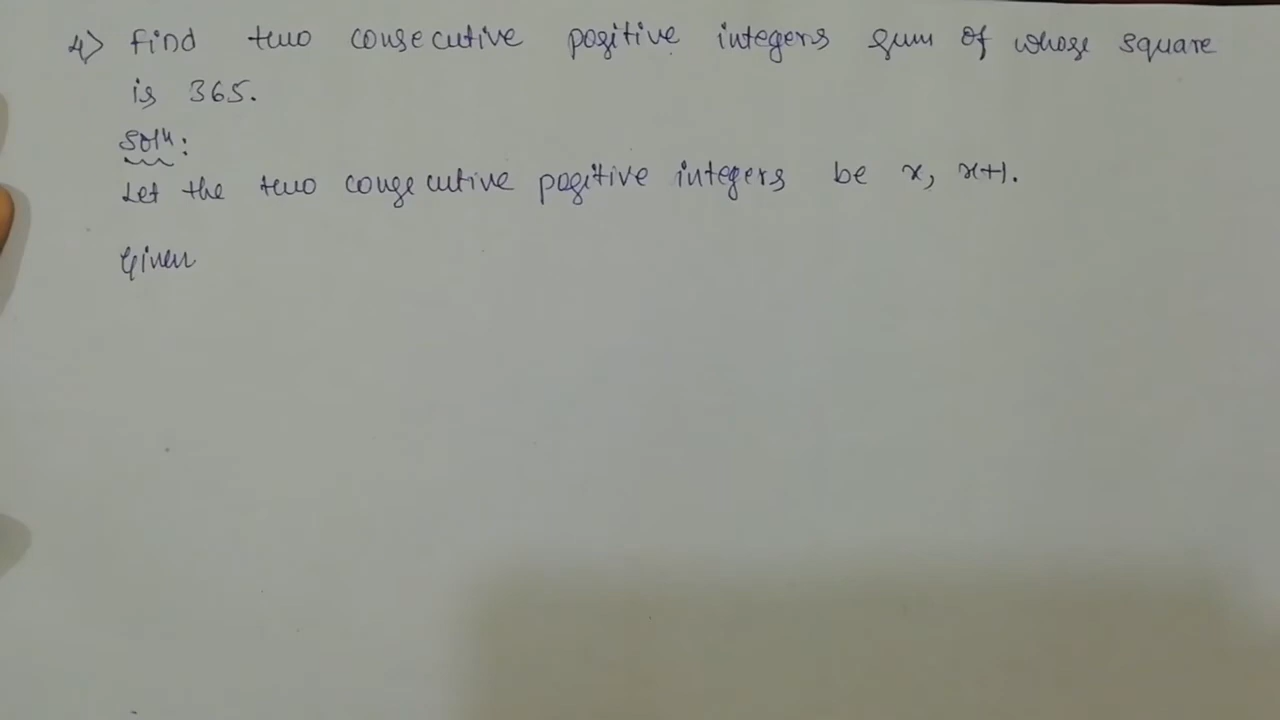 4) Find two consecutive positive integers sum of whose square
is 365.
Soln:
Let the two consecutive positive integers be x, x+1.
Given